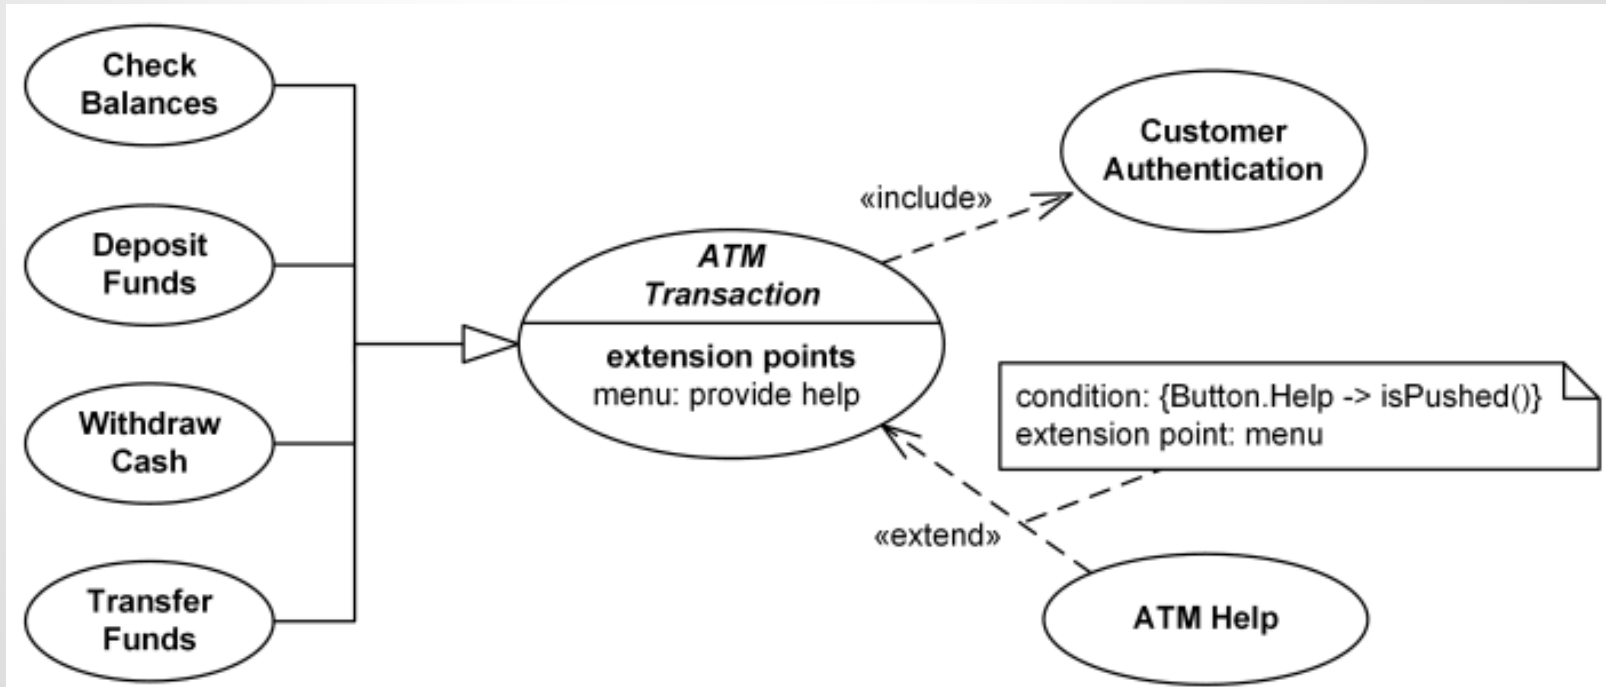 Check
Balances
Deposit
Funds
Withdraw
Cash
Transfer
Funds
ATM
Transaction
extension points
menu: provide help
«include»
Customer
Authentication
condition: {Button.Help -> isPushed()}
extension point: menu
«extend»
ATM Help